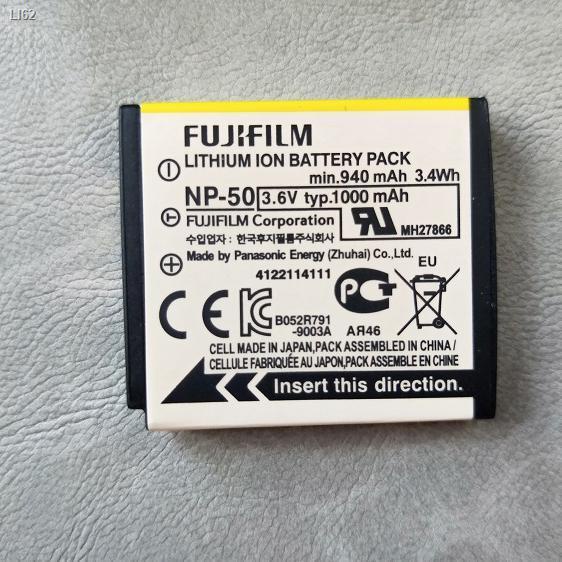 LI62
FUJIFILM
LITHIUM ION BATTERY PACK
min.940 mAh 3.4Wh
NP-50 3.6V typ.1000 mAh
FUJIFILM Corporation
MH27866
수입업자 : 한국후지필름주식회사
Made by Panasonic Energy (Zhuhai) Co.,Ltd.
4122114111
EU
B052R791
-9003A
АЯ46
CELL MADE IN JAPAN,PACK ASSEMBLED IN CHINA /
CELLULE FABRIQUÉE AU JAPON,PACK ASSEMBLÉ EN CHINE
Insert this direction.